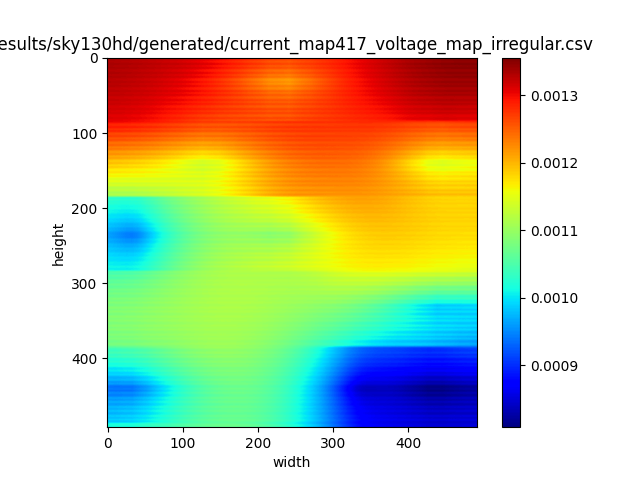 esults/sky130hd/generated/current_map417_voltage_map_irregular.csv
0
100
200
300
400
height
0 100 200 300 400
width
0.0013
0.0012
0.0011
0.0010
0.0009